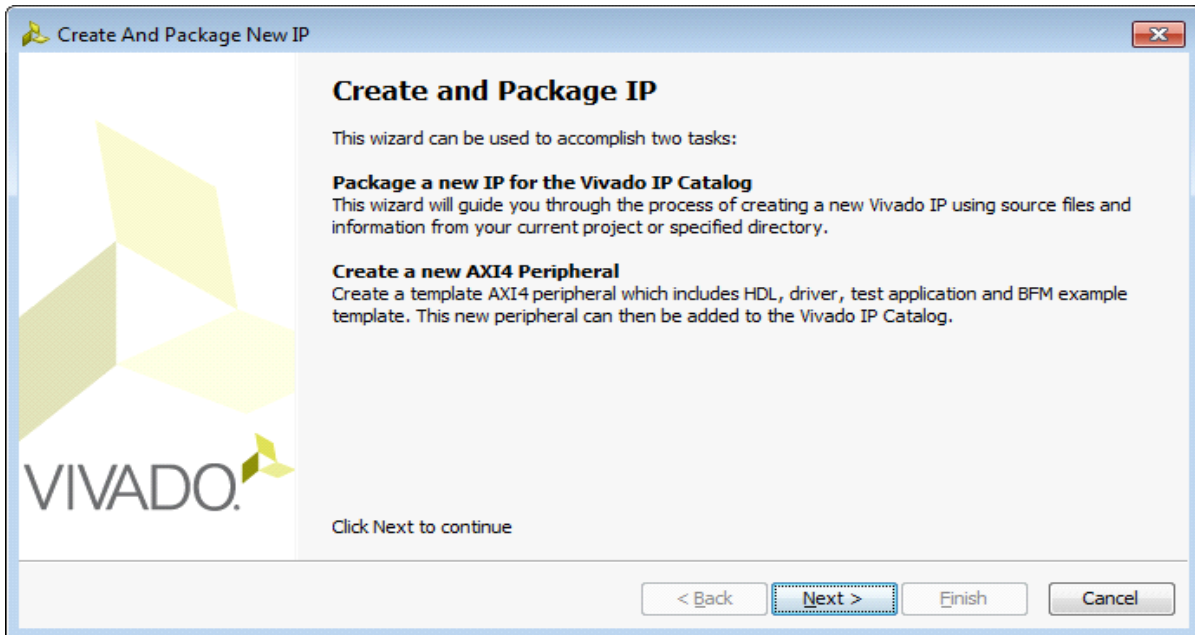 Create And Package New IP
Create and Package IP
This wizard can be used to accomplish two tasks:
Package a new IP for the Vivado IP Catalog
This wizard will guide you through the process of creating a new Vivado IP using source files and
information from your current project or specified directory.
Create a new AXI4 Peripheral
Create a template AXI4 peripheral which includes HDL, driver, test application and BFM example
template. This new peripheral can then be added to the Vivado IP Catalog.
VIVADO.
Click Next to continue
< Back
Next >
Finish
Cancel